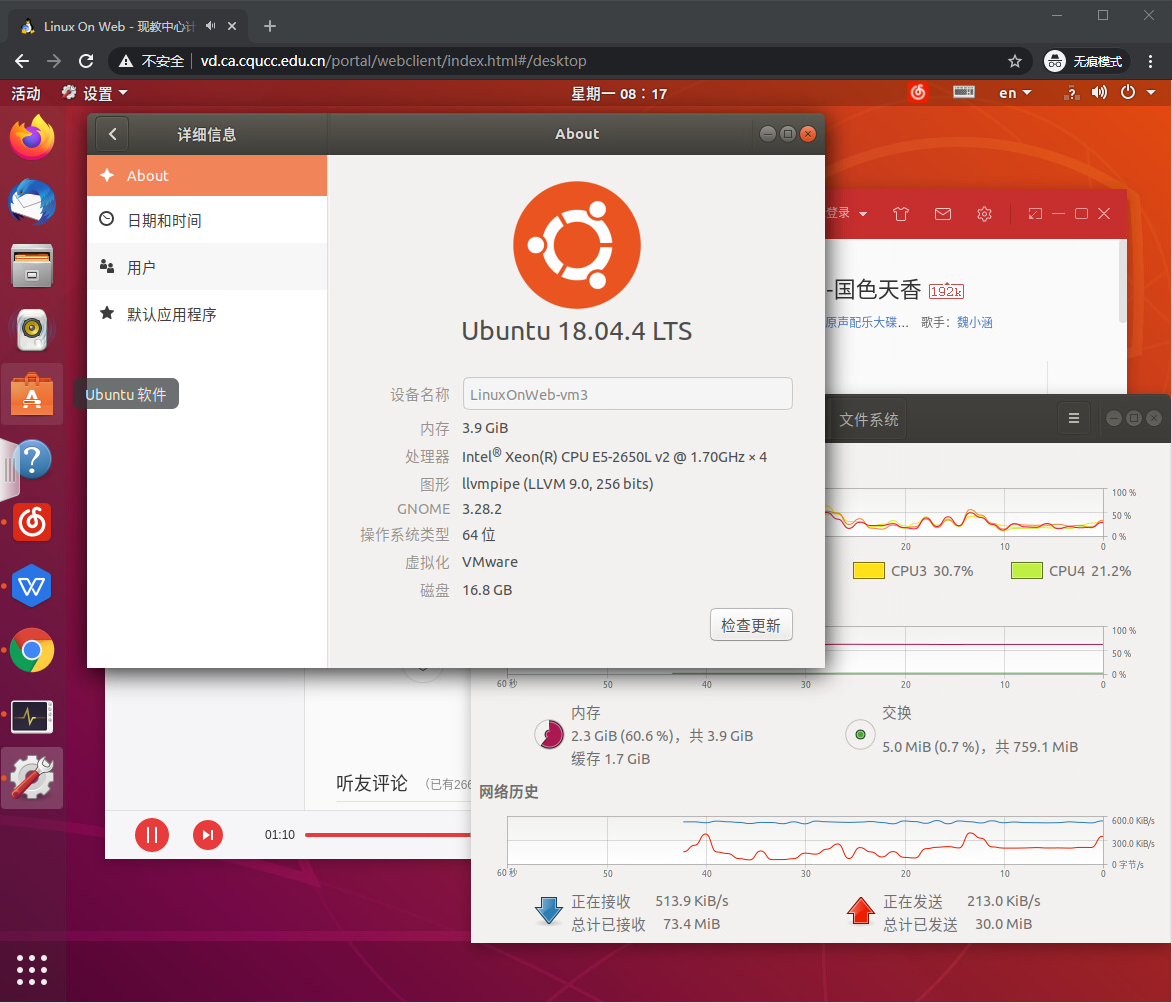 Linux On Web - 现教中心计
不安全 vd.ca.cqucc.edu.cn/portal/webclient/index.html#/desktop
无痕模式
活动 设置
星期一 08：17
en
详细信息
About
About
日期和时间
用户
默认应用程序
Ubuntu 软件
Ubuntu 18.04.4 LTS
设备名称 LinuxOnWeb-vm3
内存 3.9 GiB
处理器 Intel® Xeon(R) CPU E5-2650L v2 @ 1.70GHz × 4
图形 llvmpipe (LLVM 9.0, 256 bits)
GNOME 3.28.2
操作系统类型 64 位
虚拟化 VMware
磁盘 16.8 GB
检查更新
登录
-国色天香 192k
原声配乐大碟... 歌手：魏小涵
文件系统
100 %
50 %
0 %
20 10 0
CPU3 30.7% CPU4 21.2%
100 %
50 %
0 %
60 秒 50 40 30 20 10 0
内存
2.3 GiB (60.6 %)，共 3.9 GiB
缓存 1.7 GiB
交换
5.0 MiB (0.7 %)，共 759.1 MiB
网络历史
600.0 KiB/s
300.0 KiB/s
0 字节/s
60 秒 50 40 30 20 10 0
正在接收 513.9 KiB/s
总计已接收 73.4 MiB
正在发送 213.0 KiB/s
总计已发送 30.0 MiB
听友评论 （已有266
01:10